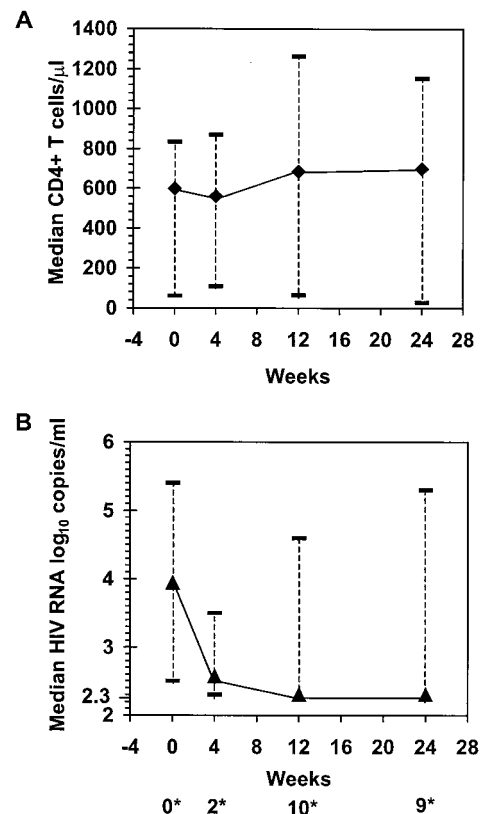 A
Median CD4+ T cells/µl
1400
1200
1000
800
600
400
200
0
-4 0 4 8 12 16 20 24 28
Weeks
B
Median HIV RNA log₁₀ copies/ml
6
5
4
3
2.3
2
-4 0 4 8 12 16 20 24 28
Weeks
0* 2* 10* 9*